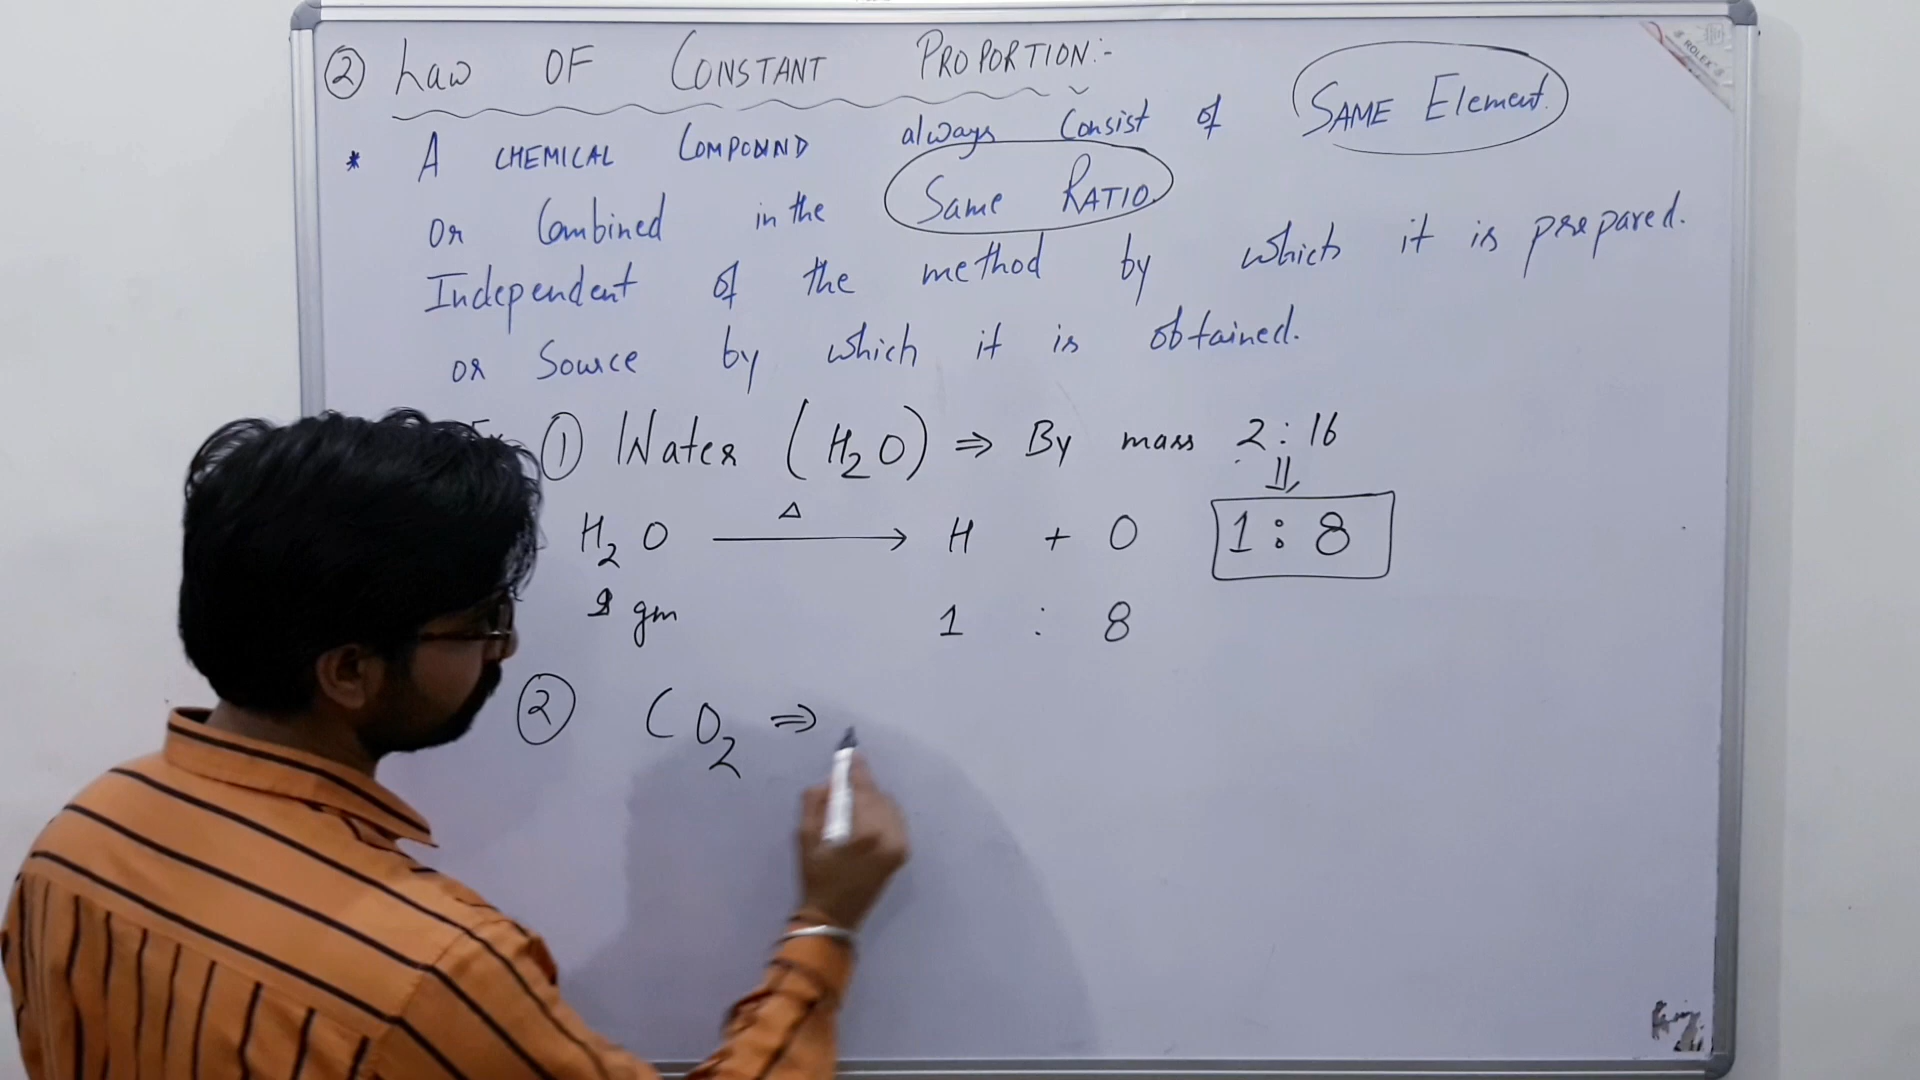 ② Law OF CONSTANT PROPORTION:-
* A CHEMICAL COMPOUND always Consist of SAME Element.
or Combined in the Same RATIO.
Independent of the method by which it is prepared.
or Source by which it is obtained.
① Water (H₂O) ⇒ By mass 2 : 16
⇓
H₂O —Δ→ H + O 1 : 8
9 gm 1 : 8
② CO₂ ⇒
ROLEX